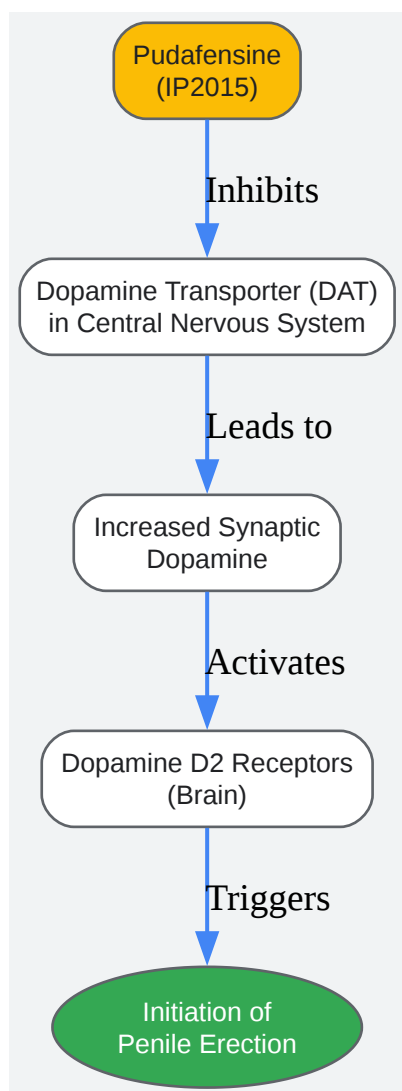 Pudafensine
(IP2015)
Inhibits
Dopamine Transporter (DAT)
in Central Nervous System
Leads to
Increased Synaptic
Dopamine
Activates
Dopamine D2 Receptors
(Brain)
Triggers
Initiation of
Penile Erection